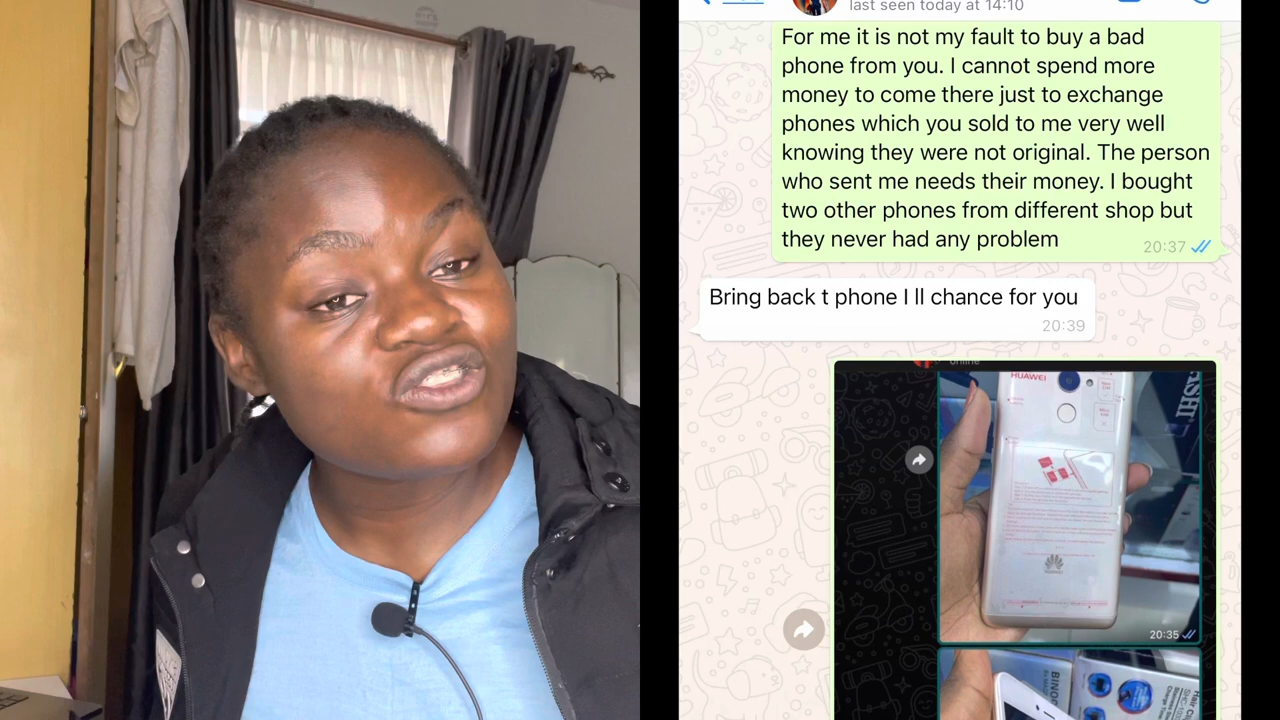 last seen today at 14:10
For me it is not my fault to buy a bad
phone from you. I cannot spend more
money to come there just to exchange
phones which you sold to me very well
knowing they were not original. The person
who sent me needs their money. I bought
two other phones from different shop but
they never had any problem
20:37
Bring back t phone I ll chance for you
20:39
online
HUAWEI
HUAWEI
20:35